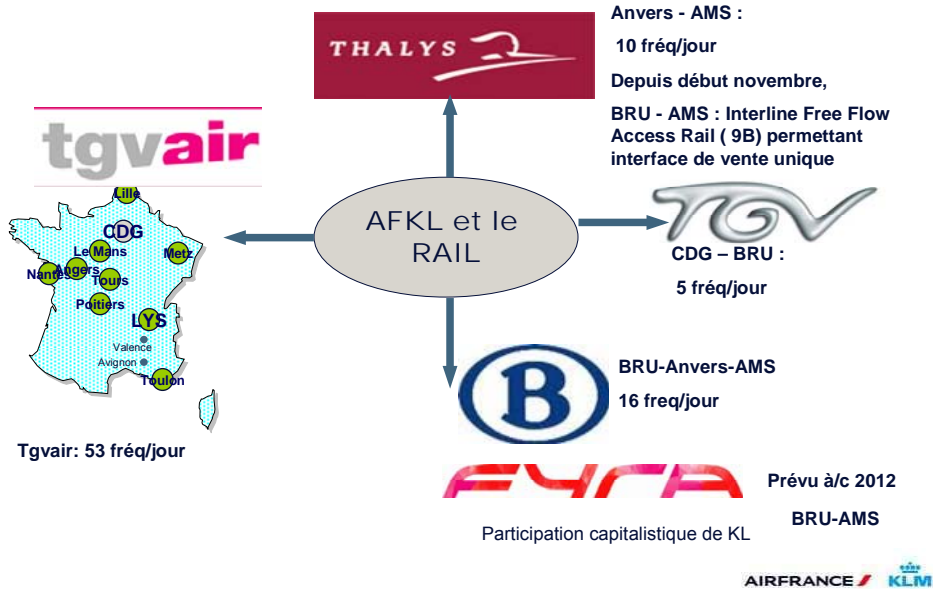 THALYS
Anvers - AMS :
10 fréq/jour
Depuis début novembre,
BRU - AMS : Interline Free Flow
Access Rail ( 9B) permettant
interface de vente unique
tgvair
Lille
CDG
Le Mans
Metz
Nantes
Angers
Tours
Poitiers
LYS
Valence
Avignon
Toulon
Tgvair: 53 fréq/jour
AFKL et le
RAIL
TGV
CDG – BRU :
5 fréq/jour
B
BRU-Anvers-AMS
16 freq/jour
FYRA
Prévu à/c 2012
BRU-AMS
Participation capitalistique de KL
AIRFRANCE
KLM